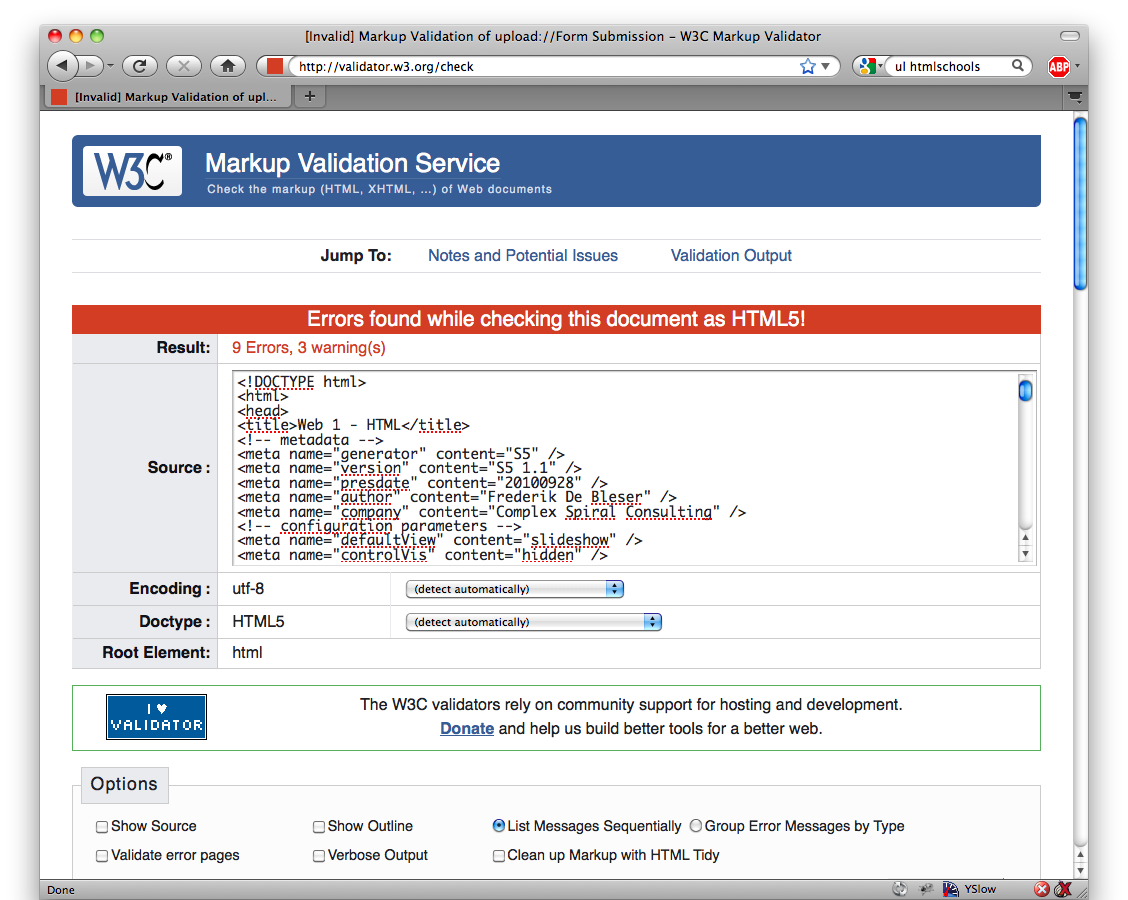 [Invalid] Markup Validation of upload://Form Submission – W3C Markup Validator
http://validator.w3.org/check
ul htmlschools
ABP
[Invalid] Markup Validation of upl...
+
W3C®
Markup Validation Service
Check the markup (HTML, XHTML, ...) of Web documents
Jump To: Notes and Potential Issues Validation Output
Errors found while checking this document as HTML5!
Result: 9 Errors, 3 warning(s)
Source :
<!DOCTYPE html>
<html>
<head>
<title>Web 1 - HTML</title>
<!-- metadata -->
<meta name="generator" content="S5" />
<meta name="version" content="S5 1.1" />
<meta name="presdate" content="20100928" />
<meta name="author" content="Frederik De Bleser" />
<meta name="company" content="Complex Spiral Consulting" />
<!-- configuration parameters -->
<meta name="defaultView" content="slideshow" />
<meta name="controlVis" content="hidden" />
Encoding : utf-8 (detect automatically)
Doctype : HTML5 (detect automatically)
Root Element: html
I ♥
VALIDATOR
The W3C validators rely on community support for hosting and development.
Donate and help us build better tools for a better web.
Options
Show Source Show Outline List Messages Sequentially Group Error Messages by Type
Validate error pages Verbose Output Clean up Markup with HTML Tidy
Done YSlow